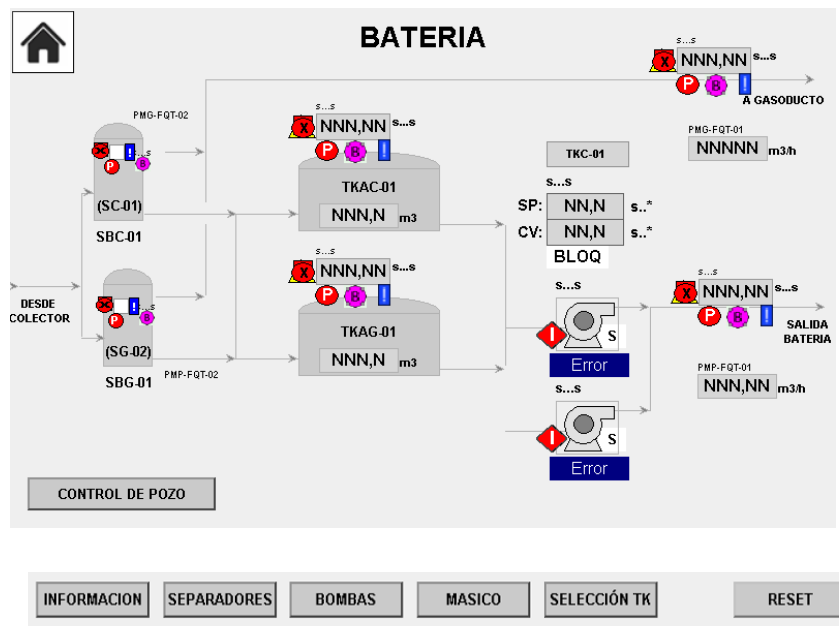 BATERIA
s...s
X NNN,NN s...s
P B !
A GASODUCTO
PMG-FQT-01
NNNNN m3/h
PMG-FQT-02
X ! s...s
P B
(SC-01)
SBC-01
s...s
X NNN,NN s...s
P B !
TKAC-01
NNN,N m3
TKC-01
s...s
SP: NN,N s..*
CV: NN,N s..*
BLOQ
DESDE
COLECTOR
X ! s...s
P B
(SG-02)
SBG-01
PMP-FQT-02
s...s
X NNN,NN s...s
P B !
TKAG-01
NNN,N m3
s...s
I S
Error
s...s
I S
Error
s...s
X NNN,NN s...s
P B !
SALIDA
BATERIA
PMP-FQT-01
NNN,NN m3/h
CONTROL DE POZO
INFORMACION SEPARADORES BOMBAS MASICO SELECCIÓN TK RESET